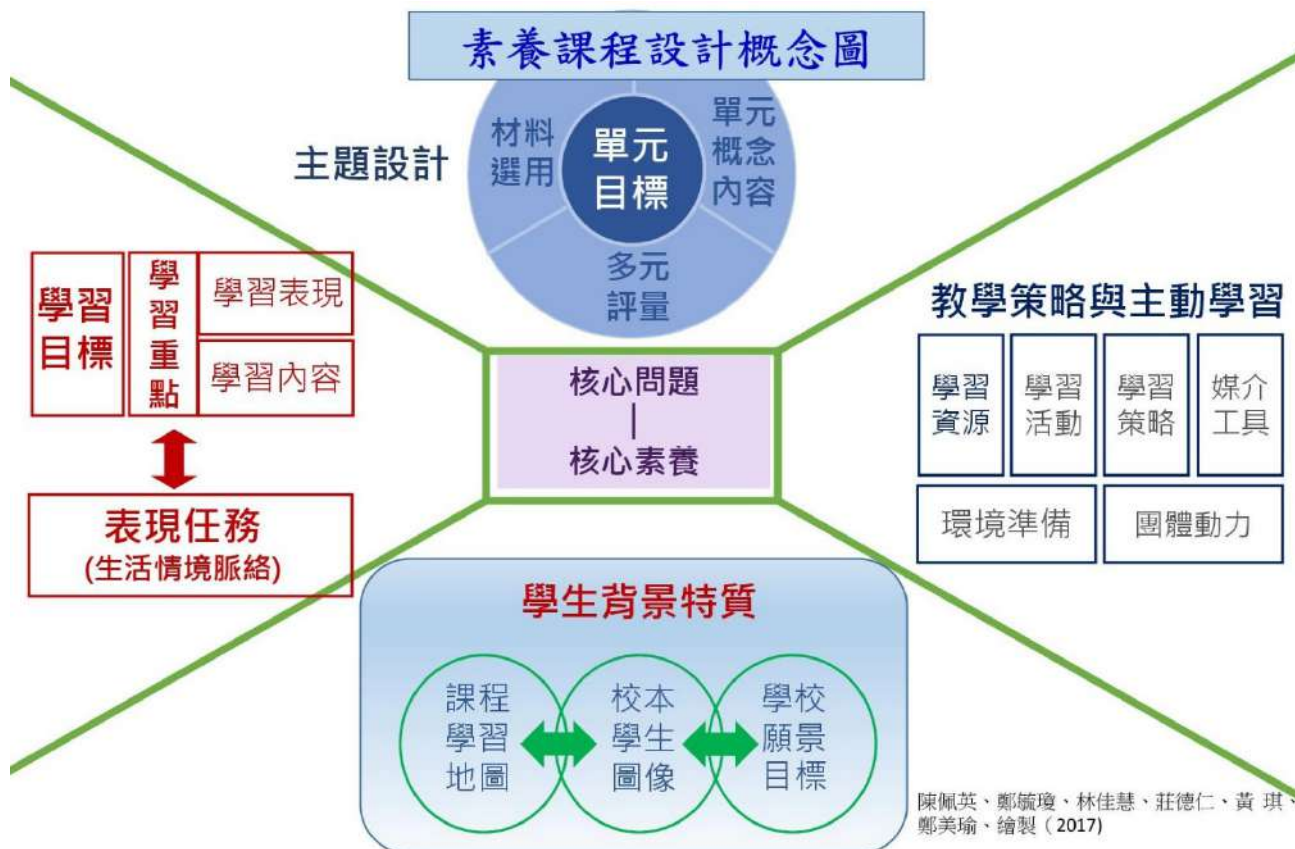 素養課程設計概念圖
主題設計
材料
選用
單元
目標
單元
概念
內容
多元
評量
學習
目標
學
習
重
點
學習表現
學習內容
表現任務
(生活情境脈絡)
核心問題
核心素養
教學策略與主動學習
學習
資源
學習
活動
學習
策略
媒介
工具
環境準備
團體動力
學生背景特質
課程
學習
地圖
校本
學生
圖像
學校
願景
目標
陳佩英、鄭毓瓊、林佳慧、莊德仁、黃 琪、
鄭美瑜、繪製（2017)